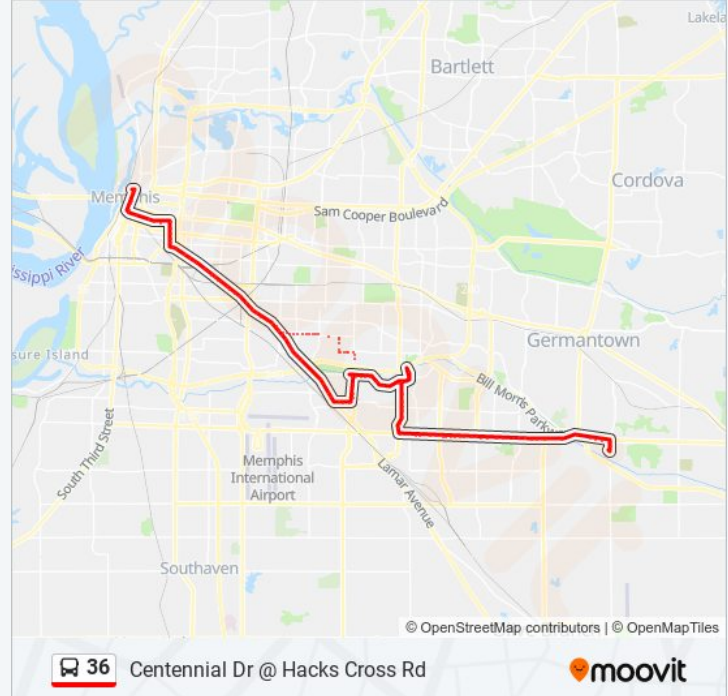 Lakela
Bartlett
Cordova
Memphis
Sam Cooper Boulevard
ssippi River
Germantown
sure Island
Bill Morris Parkw
South Third Street
Memphis
International
Airport
Lamar Avenue
Southaven
© OpenStreetMap contributors | © OpenMapTiles
36 Centennial Dr @ Hacks Cross Rd
moovit